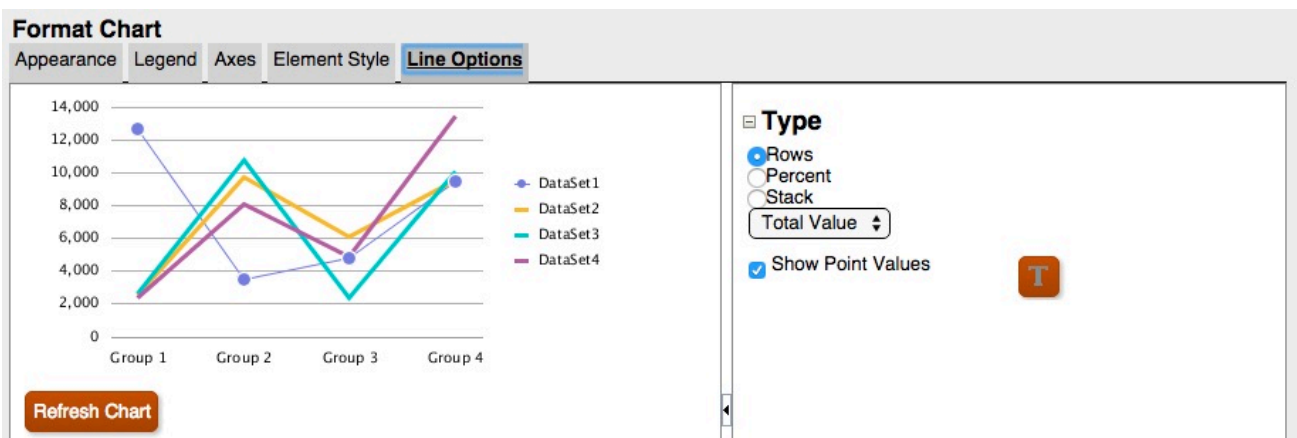 Format Chart
Appearance Legend Axes Element Style Line Options
14,000
12,000
10,000
8,000
6,000
4,000
2,000
0
Group 1 Group 2 Group 3 Group 4
DataSet1
DataSet2
DataSet3
DataSet4
Refresh Chart
Type
Rows
Percent
Stack
Total Value
Show Point Values
T